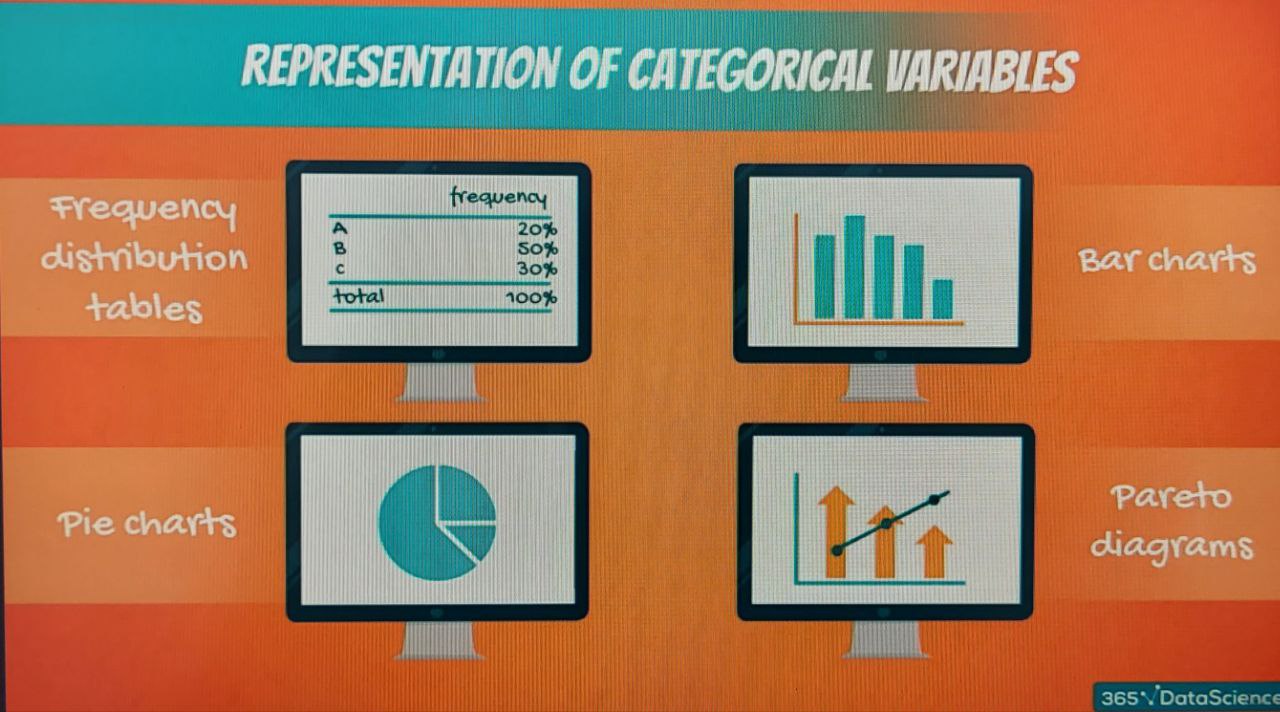 REPRESENTATION OF CATEGORICAL VARIABLES
Frequency
distribution
tables
frequency
A 20%
B 50%
C 30%
total 100%
Bar charts
Pie charts
Pareto
diagrams
365 DataScience